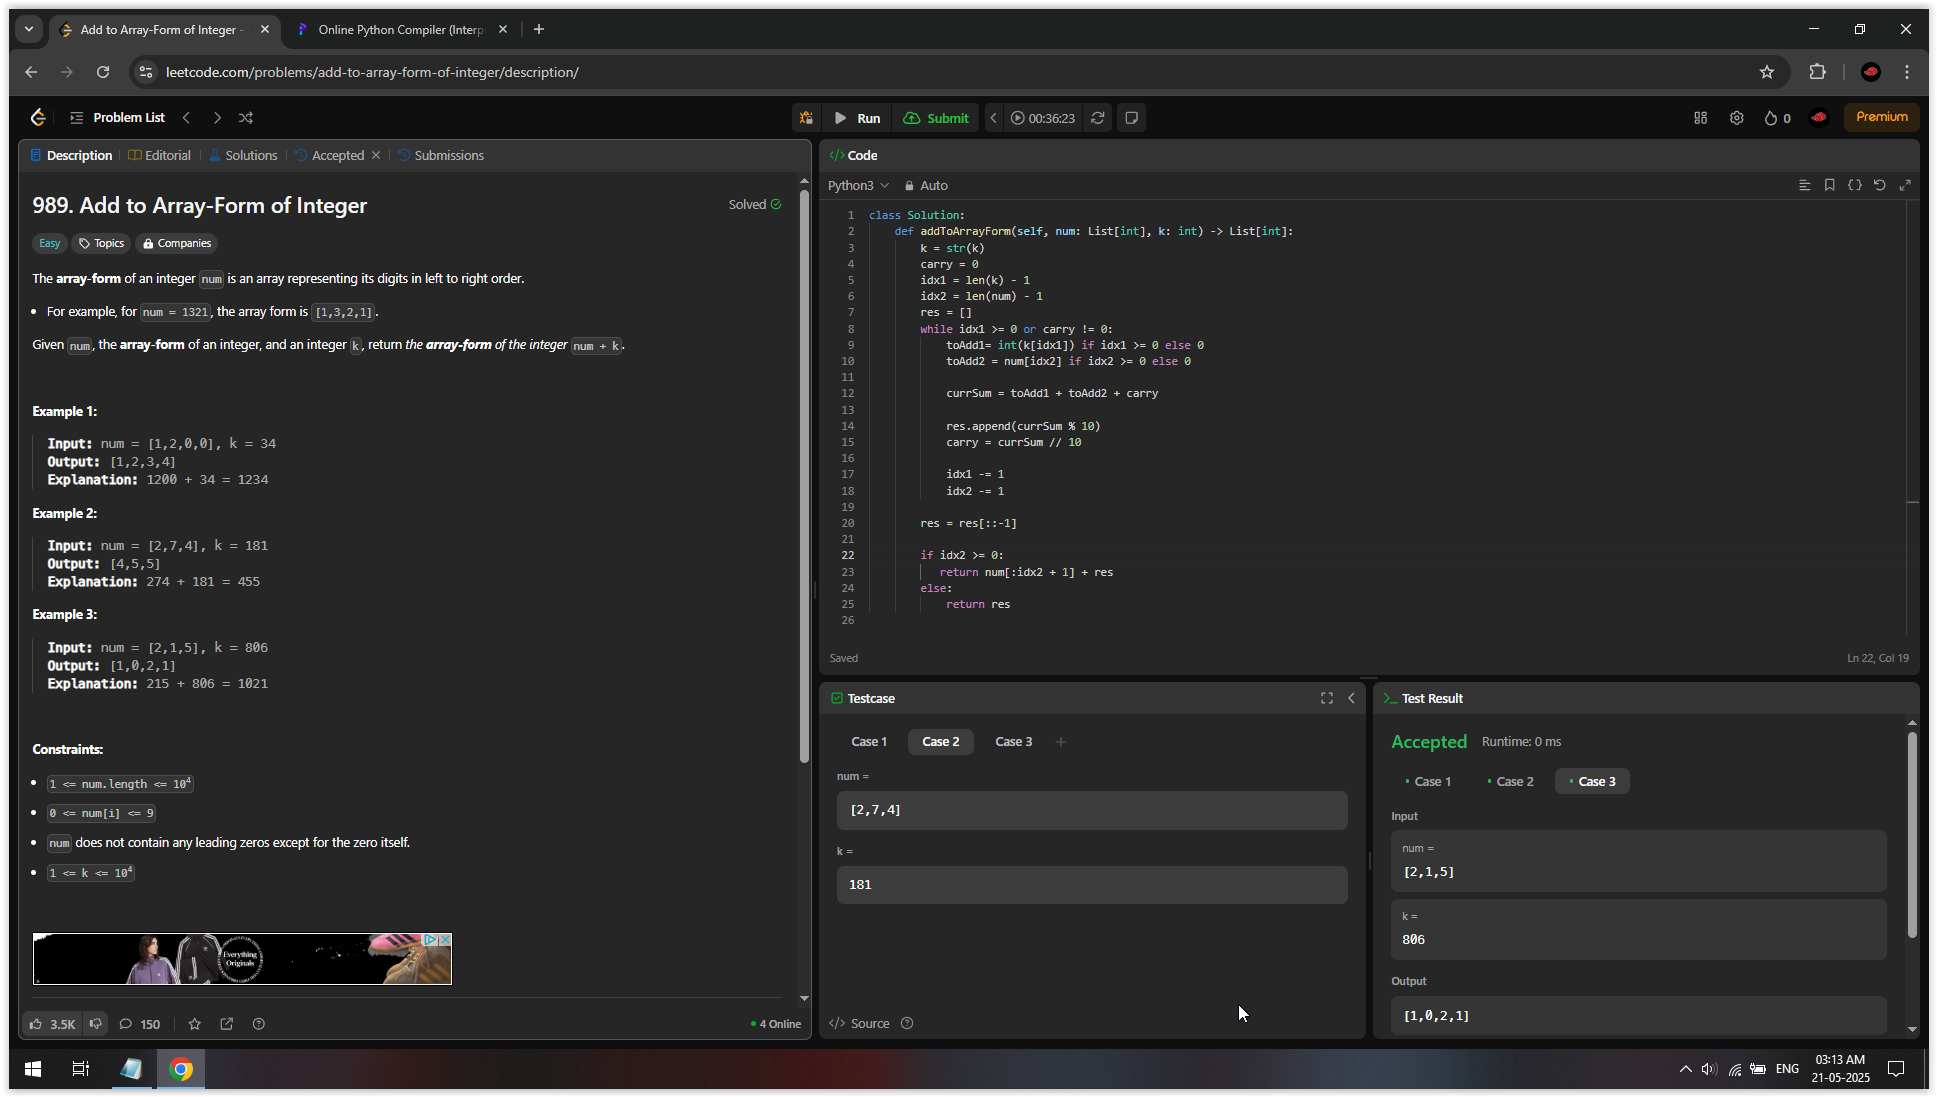 Add to Array-Form of Integer -
Online Python Compiler (Interp
leetcode.com/problems/add-to-array-form-of-integer/description/
Problem List
Run
Submit
00:36:23
0
Premium
Description
Editorial
Solutions
Accepted
Submissions
989. Add to Array-Form of Integer
Solved
Easy
Topics
Companies
The array-form of an integer num is an array representing its digits in left to right order.
• For example, for num = 1321, the array form is [1,3,2,1].
Given num, the array-form of an integer, and an integer k, return the array-form of the integer num + k.
Example 1:
Input: num = [1,2,0,0], k = 34
Output: [1,2,3,4]
Explanation: 1200 + 34 = 1234
Example 2:
Input: num = [2,7,4], k = 181
Output: [4,5,5]
Explanation: 274 + 181 = 455
Example 3:
Input: num = [2,1,5], k = 806
Output: [1,0,2,1]
Explanation: 215 + 806 = 1021
Constraints:
• 1 <= num.length <= 10⁴
• 0 <= num[i] <= 9
• num does not contain any leading zeros except for the zero itself.
• 1 <= k <= 10⁴
Everything
Originals
3.5K
150
4 Online
Code
Python3
Auto
1 class Solution:
2     def addToArrayForm(self, num: List[int], k: int) -> List[int]:
3         k = str(k)
4         carry = 0
5         idx1 = len(k) - 1
6         idx2 = len(num) - 1
7         res = []
8         while idx1 >= 0 or carry != 0:
9             toAdd1= int(k[idx1]) if idx1 >= 0 else 0
10             toAdd2 = num[idx2] if idx2 >= 0 else 0
11
12             currSum = toAdd1 + toAdd2 + carry
13
14             res.append(currSum % 10)
15             carry = currSum // 10
16
17             idx1 -= 1
18             idx2 -= 1
19
20         res = res[::-1]
21
22         if idx2 >= 0:
23            return num[:idx2 + 1] + res
24         else:
25             return res
26
Saved
Ln 22, Col 19
Testcase
Case 1
Case 2
Case 3
num =
[2,7,4]
k =
181
Source
Test Result
Accepted
Runtime: 0 ms
Case 1
Case 2
Case 3
Input
num =
[2,1,5]
k =
806
Output
[1,0,2,1]
ENG
03:13 AM
21-05-2025